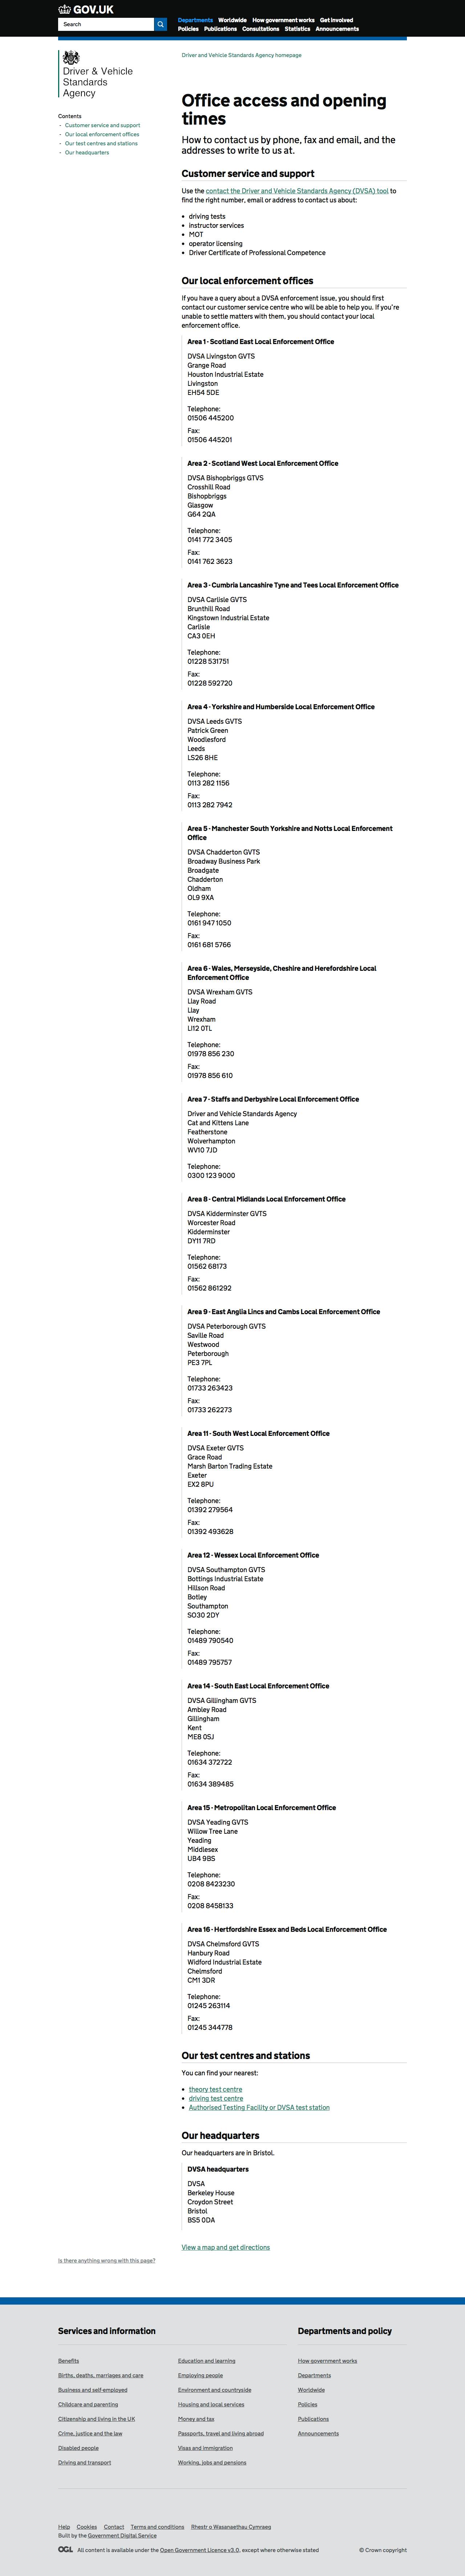 GOV.UK
Search
Departments Worldwide How government works Get involved
Policies Publications Consultations Statistics Announcements
Driver & Vehicle
Standards
Agency
Driver and Vehicle Standards Agency homepage
Contents
- Customer service and support
- Our local enforcement offices
- Our test centres and stations
- Our headquarters
Office access and opening
times
How to contact us by phone, fax and email, and the
addresses to write to us at.
Customer service and support
Use the contact the Driver and Vehicle Standards Agency (DVSA) tool to
find the right number, email or address to contact us about:
• driving tests
• instructor services
• MOT
• operator licensing
• Driver Certificate of Professional Competence
Our local enforcement offices
If you have a query about a DVSA enforcement issue, you should first
contact our customer service centre who will be able to help you. If you're
unable to settle matters with them, you should contact your local
enforcement office.
Area 1 - Scotland East Local Enforcement Office
DVSA Livingston GVTS
Grange Road
Houston Industrial Estate
Livingston
EH54 5DE
Telephone:
01506 445200
Fax:
01506 445201
Area 2 - Scotland West Local Enforcement Office
DVSA Bishopbriggs GTVS
Crosshill Road
Bishopbriggs
Glasgow
G64 2QA
Telephone:
0141 772 3405
Fax:
0141 762 3623
Area 3 - Cumbria Lancashire Tyne and Tees Local Enforcement Office
DVSA Carlisle GVTS
Brunthill Road
Kingstown Industrial Estate
Carlisle
CA3 0EH
Telephone:
01228 531751
Fax:
01228 592720
Area 4 - Yorkshire and Humberside Local Enforcement Office
DVSA Leeds GVTS
Patrick Green
Woodlesford
Leeds
LS26 8HE
Telephone:
0113 282 1156
Fax:
0113 282 7942
Area 5 - Manchester South Yorkshire and Notts Local Enforcement
Office
DVSA Chadderton GVTS
Broadway Business Park
Broadgate
Chadderton
Oldham
OL9 9XA
Telephone:
0161 947 1050
Fax:
0161 681 5766
Area 6 - Wales, Merseyside, Cheshire and Herefordshire Local
Enforcement Office
DVSA Wrexham GVTS
Llay Road
Llay
Wrexham
Ll12 0TL
Telephone:
01978 856 230
Fax:
01978 856 610
Area 7 - Staffs and Derbyshire Local Enforcement Office
Driver and Vehicle Standards Agency
Cat and Kittens Lane
Featherstone
Wolverhampton
WV10 7JD
Telephone:
0300 123 9000
Area 8 - Central Midlands Local Enforcement Office
DVSA Kidderminster GVTS
Worcester Road
Kidderminster
DY11 7RD
Telephone:
01562 68173
Fax:
01562 861292
Area 9 - East Anglia Lincs and Cambs Local Enforcement Office
DVSA Peterborough GVTS
Saville Road
Westwood
Peterborough
PE3 7PL
Telephone:
01733 263423
Fax:
01733 262273
Area 11 - South West Local Enforcement Office
DVSA Exeter GVTS
Grace Road
Marsh Barton Trading Estate
Exeter
EX2 8PU
Telephone:
01392 279564
Fax:
01392 493628
Area 12 - Wessex Local Enforcement Office
DVSA Southampton GVTS
Bottings Industrial Estate
Hillson Road
Botley
Southampton
SO30 2DY
Telephone:
01489 790540
Fax:
01489 795757
Area 14 - South East Local Enforcement Office
DVSA Gillingham GVTS
Ambley Road
Gillingham
Kent
ME8 0SJ
Telephone:
01634 372722
Fax:
01634 389485
Area 15 - Metropolitan Local Enforcement Office
DVSA Yeading GVTS
Willow Tree Lane
Yeading
Middlesex
UB4 9BS
Telephone:
0208 8423230
Fax:
0208 8458133
Area 16 - Hertfordshire Essex and Beds Local Enforcement Office
DVSA Chelmsford GVTS
Hanbury Road
Widford Industrial Estate
Chelmsford
CM1 3DR
Telephone:
01245 263114
Fax:
01245 344778
Our test centres and stations
You can find your nearest:
• theory test centre
• driving test centre
• Authorised Testing Facility or DVSA test station
Our headquarters
Our headquarters are in Bristol.
DVSA headquarters
DVSA
Berkeley House
Croydon Street
Bristol
BS5 0DA
View a map and get directions
Is there anything wrong with this page?
Services and information
Benefits
Births, deaths, marriages and care
Business and self-employed
Childcare and parenting
Citizenship and living in the UK
Crime, justice and the law
Disabled people
Driving and transport
Education and learning
Employing people
Environment and countryside
Housing and local services
Money and tax
Passports, travel and living abroad
Visas and immigration
Working, jobs and pensions
Departments and policy
How government works
Departments
Worldwide
Policies
Publications
Announcements
Help Cookies Contact Terms and conditions Rhestr o Wasanaethau Cymraeg
Built by the Government Digital Service
OGL All content is available under the Open Government Licence v3.0, except where otherwise stated
© Crown copyright